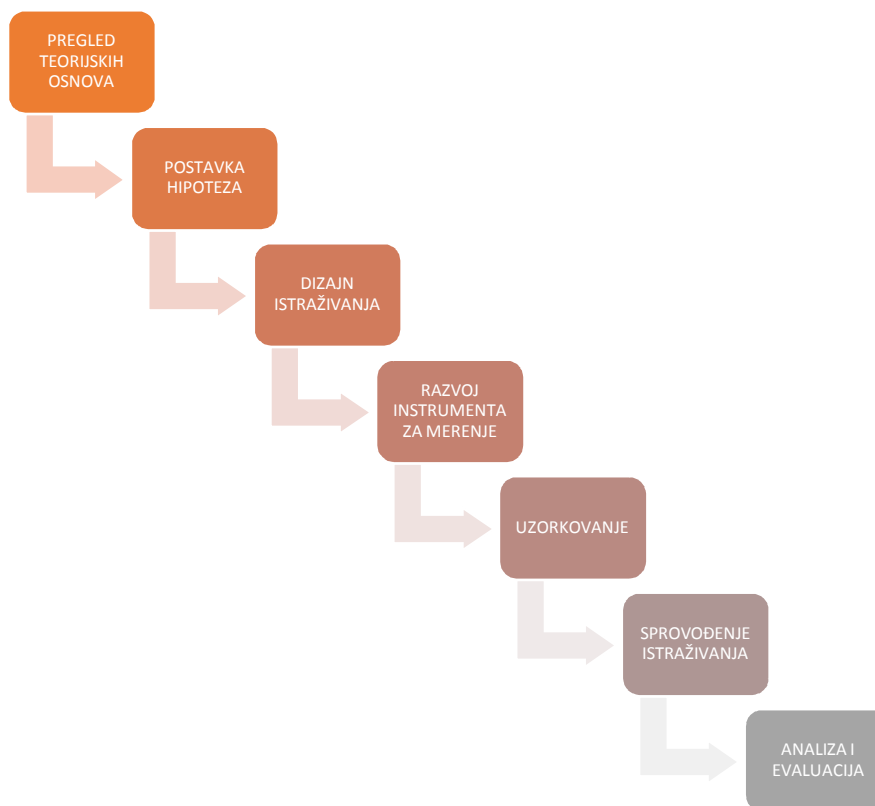 PREGLED
TEORIJSKIH
OSNOVA
POSTAVKA
HIPOTEZA
DIZAJN
ISTRAŽIVANJA
RAZVOJ
INSTRUMENTA
ZA MERENJE
UZORKOVANJE
SPROVOĐENJE
ISTRAŽIVANJA
ANALIZA I
EVALUACIJA